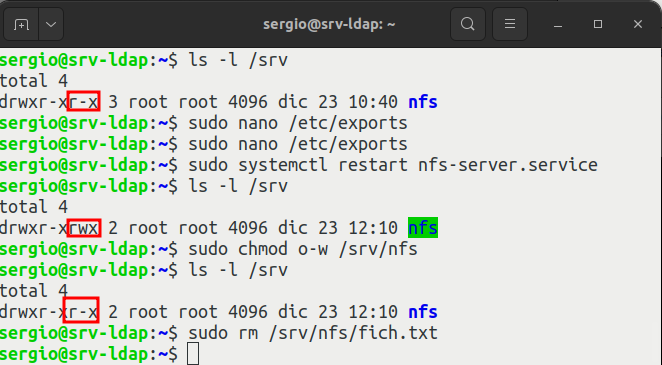 sergio@srv-ldap: ~
sergio@srv-ldap:~$ ls -l /srv
total 4
drwxr-xr-x 3 root root 4096 dic 23 10:40 nfs
sergio@srv-ldap:~$ sudo nano /etc/exports
sergio@srv-ldap:~$ sudo nano /etc/exports
sergio@srv-ldap:~$ sudo systemctl restart nfs-server.service
sergio@srv-ldap:~$ ls -l /srv
total 4
drwxr-xrwx 2 root root 4096 dic 23 12:10 nfs
sergio@srv-ldap:~$ sudo chmod o-w /srv/nfs
sergio@srv-ldap:~$ ls -l /srv
total 4
drwxr-xr-x 2 root root 4096 dic 23 12:10 nfs
sergio@srv-ldap:~$ sudo rm /srv/nfs/fich.txt
sergio@srv-ldap:~$